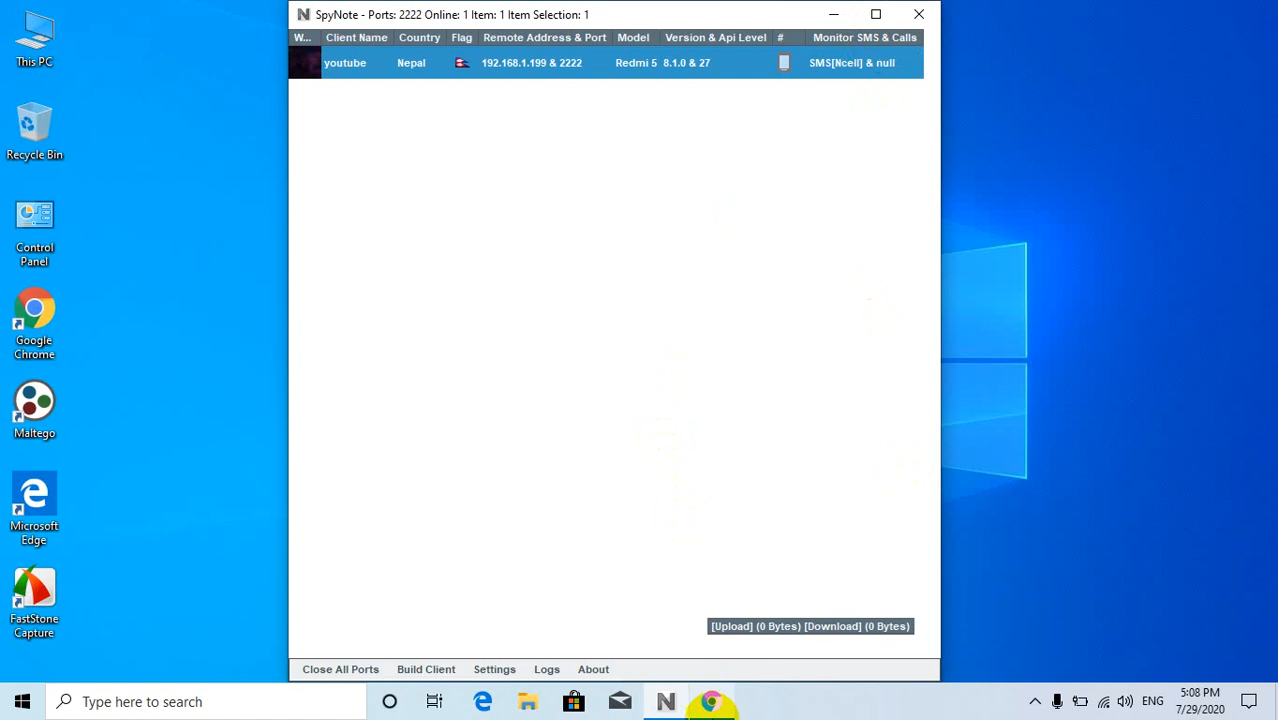 SpyNote - Ports: 2222 Online: 1 Item: 1 Item Selection: 1
W... Client Name Country Flag Remote Address & Port Model Version & Api Level # Monitor SMS & Calls
youtube Nepal 192.168.1.199 & 2222 Redmi 5 8.1.0 & 27 SMS[Ncell] & null
This PC
Recycle Bin
Control
Panel
Google
Chrome
Maltego
Microsoft
Edge
FastStone
Capture
[Upload] (0 Bytes) [Download] (0 Bytes)
Close All Ports Build Client Settings Logs About
Type here to search
ENG
5:08 PM
7/29/2020